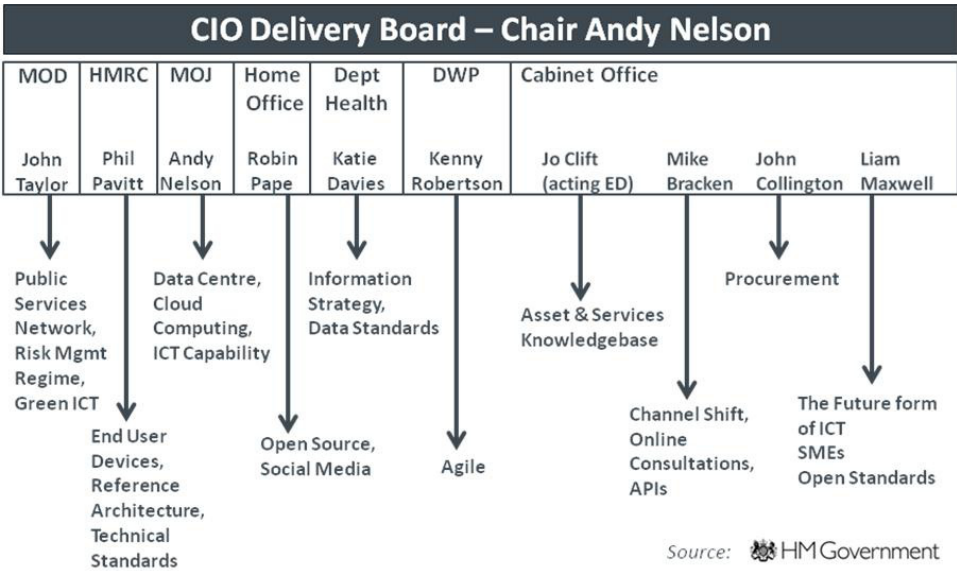 CIO Delivery Board – Chair Andy Nelson
MOD
John
Taylor
HMRC
Phil
Pavitt
MOJ
Andy
Nelson
Home
Office
Robin
Pape
Dept
Health
Katie
Davies
DWP
Kenny
Robertson
Cabinet Office
Jo Clift
(acting ED)
Mike
Bracken
John
Collington
Liam
Maxwell
Public
Services
Network,
Risk Mgmt
Regime,
Green ICT
End User
Devices,
Reference
Architecture,
Technical
Standards
Data Centre,
Cloud
Computing,
ICT Capability
Open Source,
Social Media
Information
Strategy,
Data Standards
Agile
Asset & Services
Knowledgebase
Channel Shift,
Online
Consultations,
APIs
Procurement
The Future form
of ICT
SMEs
Open Standards
Source: HM Government